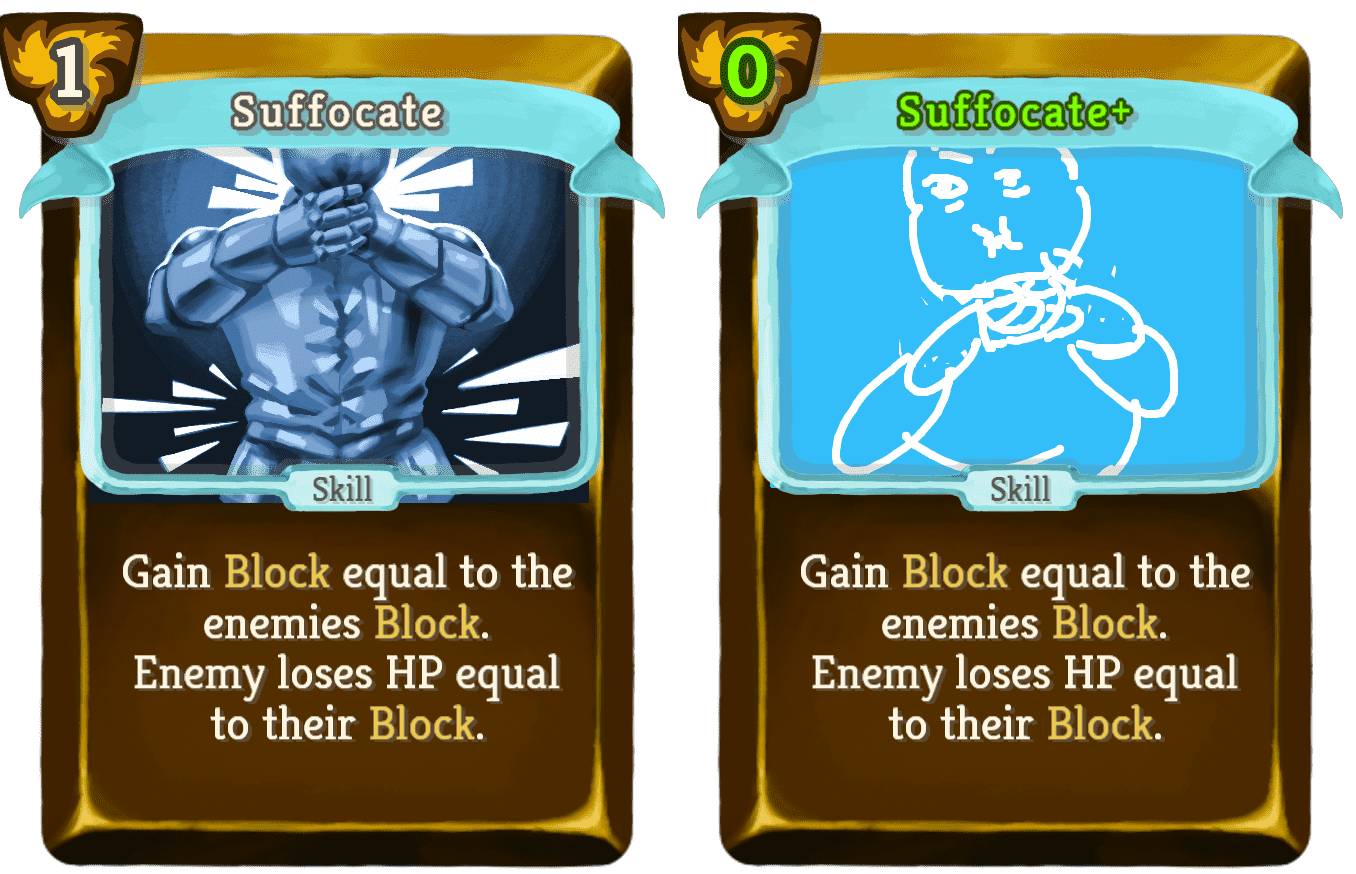 1
Suffocate
Skill
Gain Block equal to the
enemies Block.
Enemy loses HP equal
to their Block.
0
Suffocate+
Skill
Gain Block equal to the
enemies Block.
Enemy loses HP equal
to their Block.